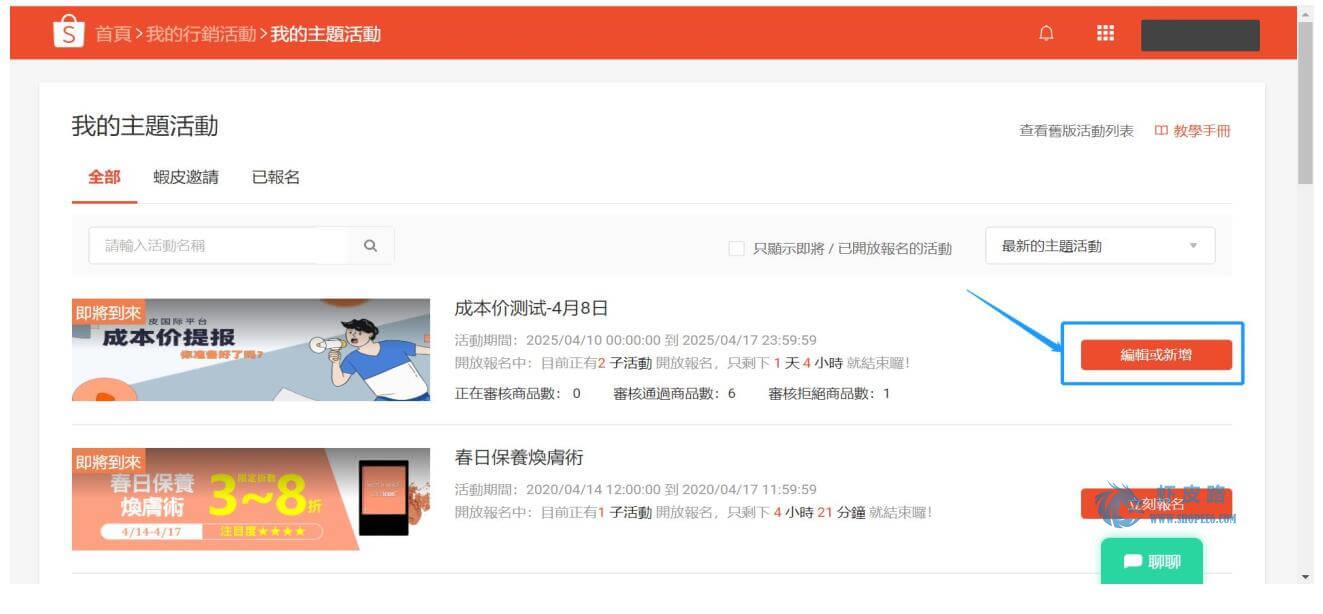 首頁>我的行銷活動>我的主題活動
我的主題活動
查看舊版活動列表 教學手冊
全部 蝦皮邀請 已報名
請輸入活動名稱
只顯示即將 / 已開放報名的活動
最新的主題活動
即將到來
皮国际平台
成本价提报
你准备好了吗?
成本价测试-4月8日
活動期間：2025/04/10 00:00:00 到 2025/04/17 23:59:59
開放報名中：目前正有2 子活動 開放報名，只剩下 1 天 4 小時 就結束囉！
正在審核商品數： 0 審核通過商品數：6 審核拒絕商品數：1
編輯或新增
即將到來
春日保養
煥膚術
限定折數
3~8折
4/14-4/17 注目度★★★★
春日保養煥膚術
活動期間：2020/04/14 12:00:00 到 2020/04/17 11:59:59
開放報名中：目前正有1 子活動 開放報名，只剩下 4 小時 21 分鐘 就結束囉！
立刻報名
虾皮路
WWW.SHOPEE6.COM
聊聊